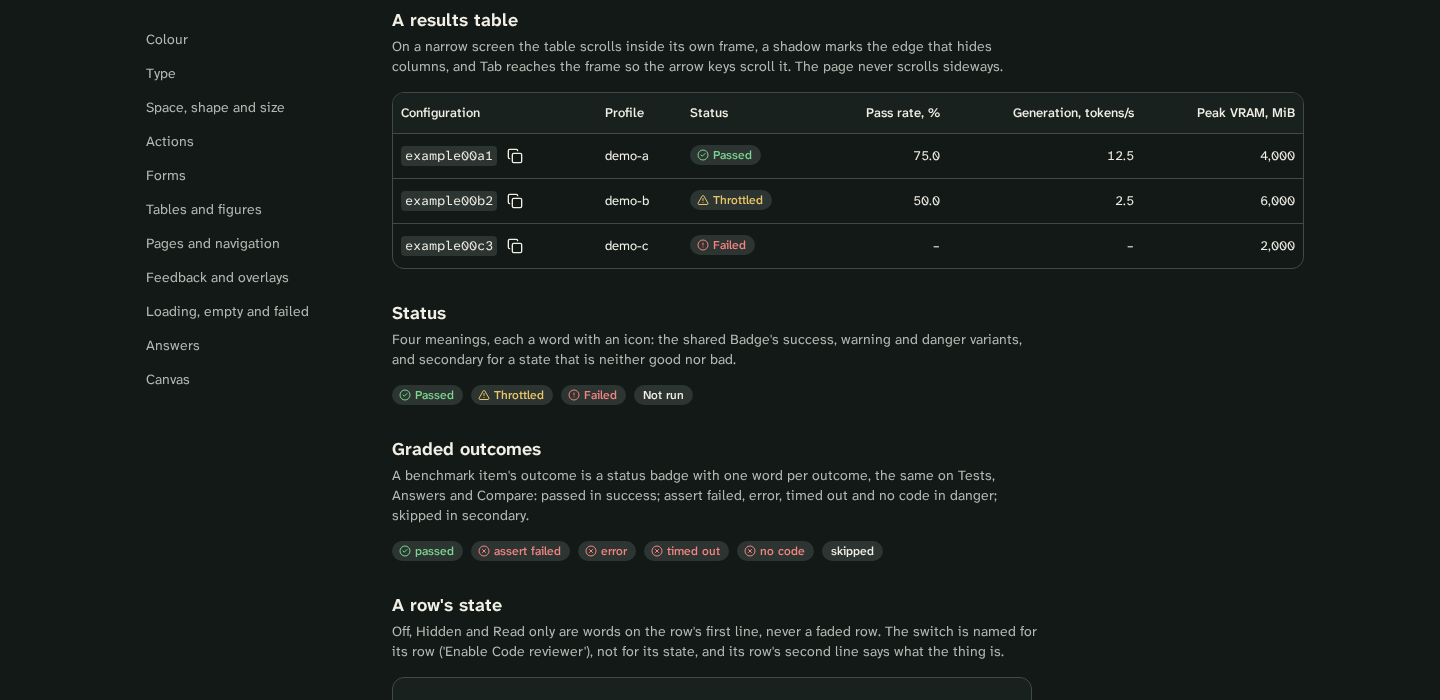 Colour
Type
Space, shape and size
Actions
Forms
Tables and figures
Pages and navigation
Feedback and overlays
Loading, empty and failed
Answers
Canvas
A results table
On a narrow screen the table scrolls inside its own frame, a shadow marks the edge that hides
columns, and Tab reaches the frame so the arrow keys scroll it. The page never scrolls sideways.
Configuration Profile Status Pass rate, % Generation, tokens/s Peak VRAM, MiB
example00a1 demo-a Passed 75.0 12.5 4,000
example00b2 demo-b Throttled 50.0 2.5 6,000
example00c3 demo-c Failed – – 2,000
Status
Four meanings, each a word with an icon: the shared Badge's success, warning and danger variants,
and secondary for a state that is neither good nor bad.
Passed Throttled Failed Not run
Graded outcomes
A benchmark item's outcome is a status badge with one word per outcome, the same on Tests,
Answers and Compare: passed in success; assert failed, error, timed out and no code in danger;
skipped in secondary.
passed assert failed error timed out no code skipped
A row's state
Off, Hidden and Read only are words on the row's first line, never a faded row. The switch is named for
its row ('Enable Code reviewer'), not for its state, and its row's second line says what the thing is.